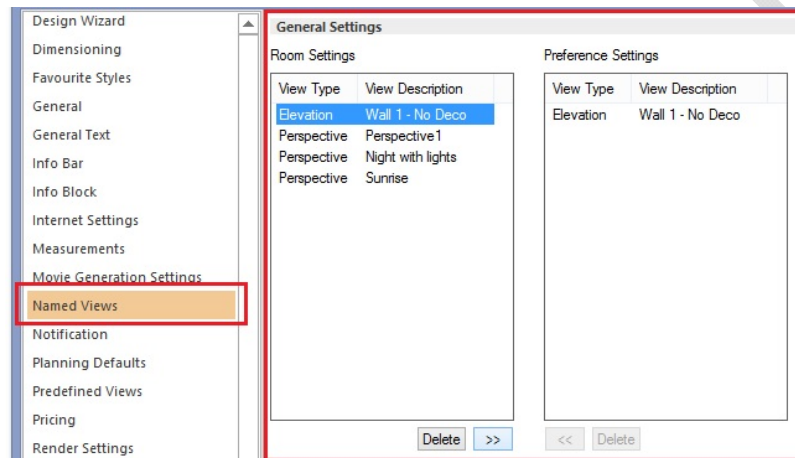 Design Wizard
Dimensioning
Favourite Styles
General
General Text
Info Bar
Info Block
Internet Settings
Measurements
Movie Generation Settings
Named Views
Notification
Planning Defaults
Predefined Views
Pricing
Render Settings
General Settings
Room Settings
View Type View Description
Elevation Wall 1 - No Deco
Perspective Perspective1
Perspective Night with lights
Perspective Sunrise
Delete >>
Preference Settings
View Type View Description
Elevation Wall 1 - No Deco
<< Delete